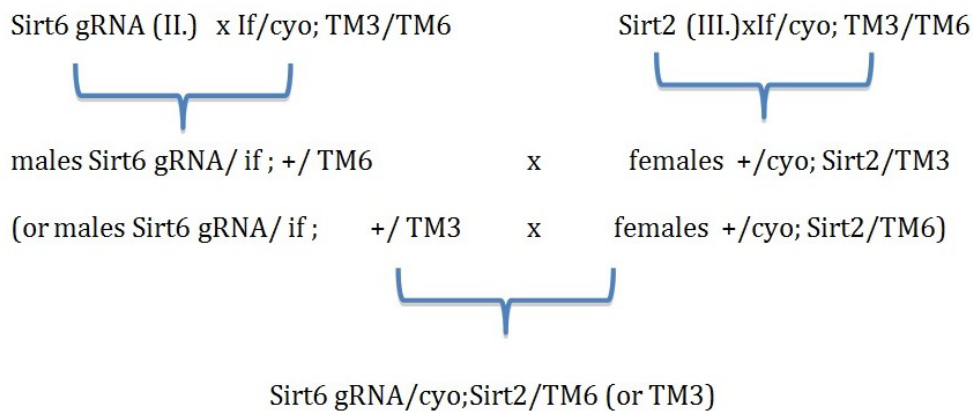 Sirt6 gRNA (II.) x If/cyo; TM3/TM6 Sirt2 (III.)xIf/cyo; TM3/TM6
males Sirt6 gRNA/ if ; +/ TM6 x females +/cyo; Sirt2/TM3
(or males Sirt6 gRNA/ if ; +/ TM3 x females +/cyo; Sirt2/TM6)
Sirt6 gRNA/cyo;Sirt2/TM6 (or TM3)